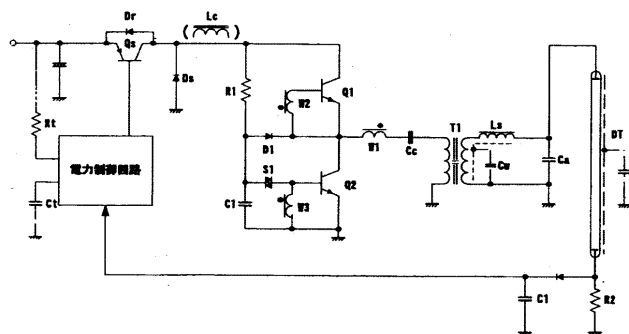 Dr
Qs
( Lc )
Ds
R1
W2
Q1
Rt
D1
W1
Cc
T1
Ls
DT
S1
Q2
Cw
Ca
電力制御回路
Ct
C1
W3
C1
R2